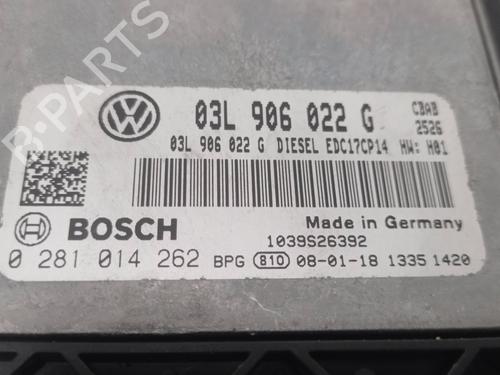 03L 906 022 G CBAB
2526
03L 906 022 G DIESEL EDC17CP14 HW: H01
BOSCH
Made in Germany
1039S26392
0 281 014 262 BPG 810 08-01-18 1335 1420
B-PARTS